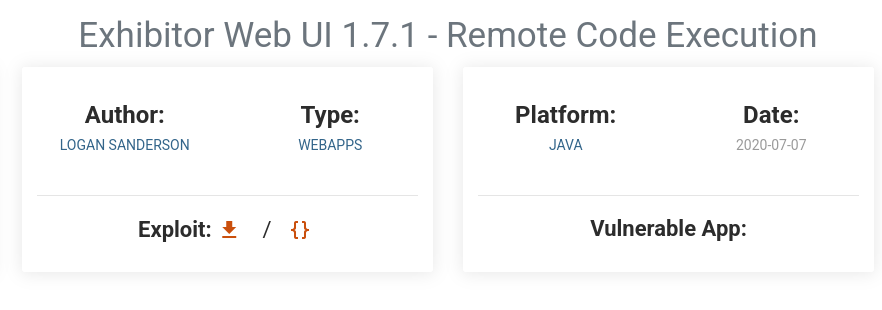 Exhibitor Web UI 1.7.1 - Remote Code Execution
Author:
LOGAN SANDERSON
Type:
WEBAPPS
Platform:
JAVA
Date:
2020-07-07
Exploit: / {}
Vulnerable App: